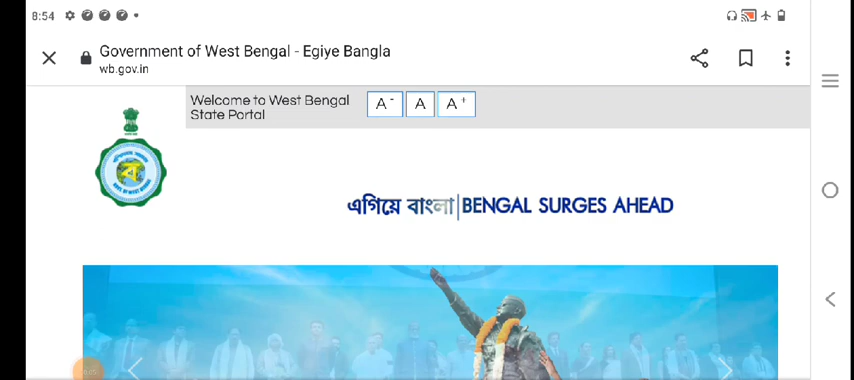 8:54
Government of West Bengal - Egiye Bangla
wb.gov.in
Welcome to West Bengal
State Portal
A -
A
A +
এগিয়ে বাংলা|BENGAL SURGES AHEAD